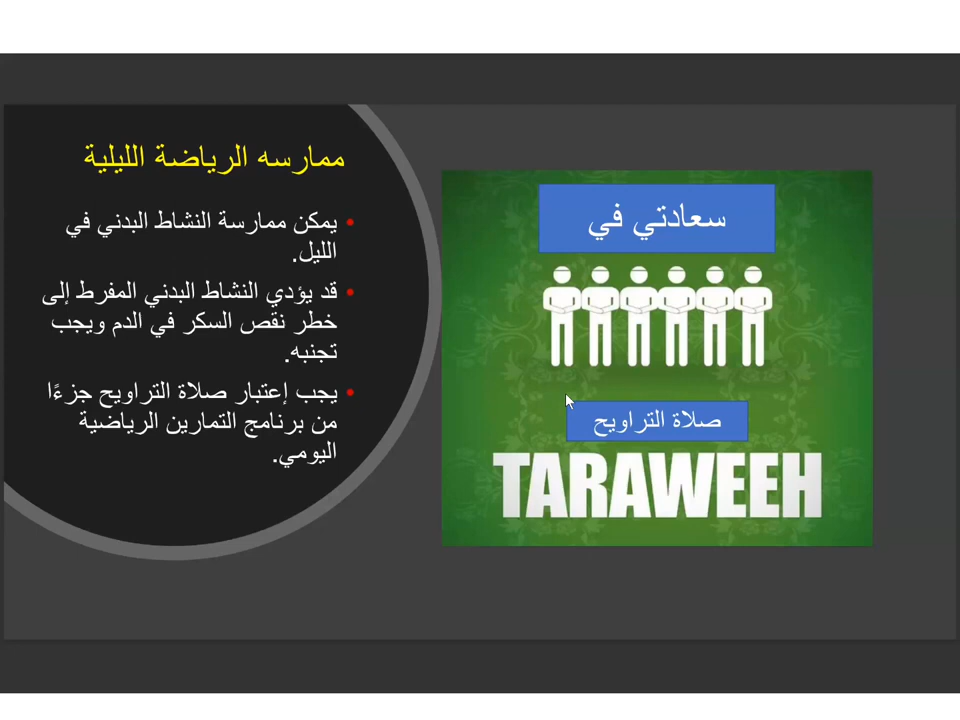 ممارسه الرياضة الليلية
• يمكن ممارسة النشاط البدني في
الليل.
• قد يؤدي النشاط البدني المفرط إلى
خطر نقص السكر في الدم ويجب
تجنبه.
• يجب إعتبار صلاة التراويح جزءًا
من برنامج التمارين الرياضية
اليومي.
سعادتي في
صلاة التراويح
TARAWEEH